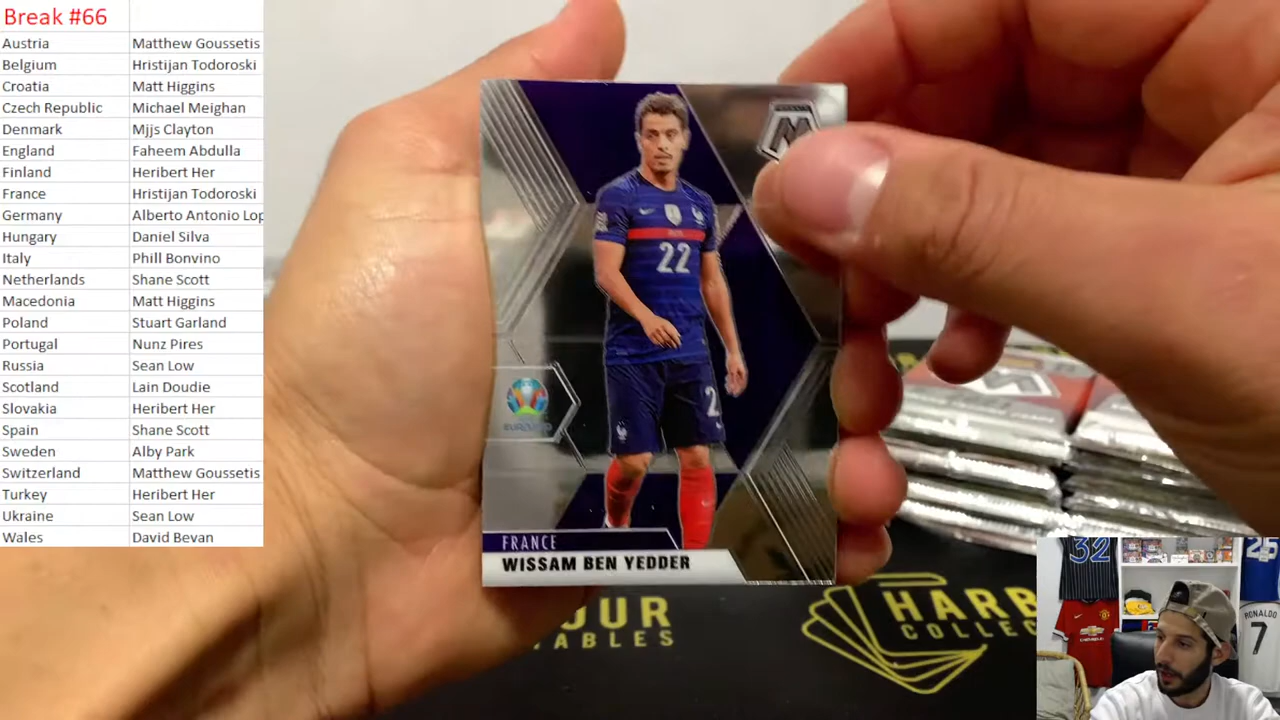 Break #66
Austria Matthew Goussetis
Belgium Hristijan Todoroski
Croatia Matt Higgins
Czech Republic Michael Meighan
Denmark Mjjs Clayton
England Faheem Abdulla
Finland Heribert Her
France Hristijan Todoroski
Germany Alberto Antonio Lop
Hungary Daniel Silva
Italy Phill Bonvino
Netherlands Shane Scott
Macedonia Matt Higgins
Poland Stuart Garland
Portugal Nunz Pires
Russia Sean Low
Scotland Lain Doudie
Slovakia Heribert Her
Spain Shane Scott
Sweden Alby Park
Switzerland Matthew Goussetis
Turkey Heribert Her
Ukraine Sean Low
Wales David Bevan
M
22
2
FRANCE
WISSAM BEN YEDDER
OUR
TABLES
HARB
COLLEC
32
25
RONALDO
7